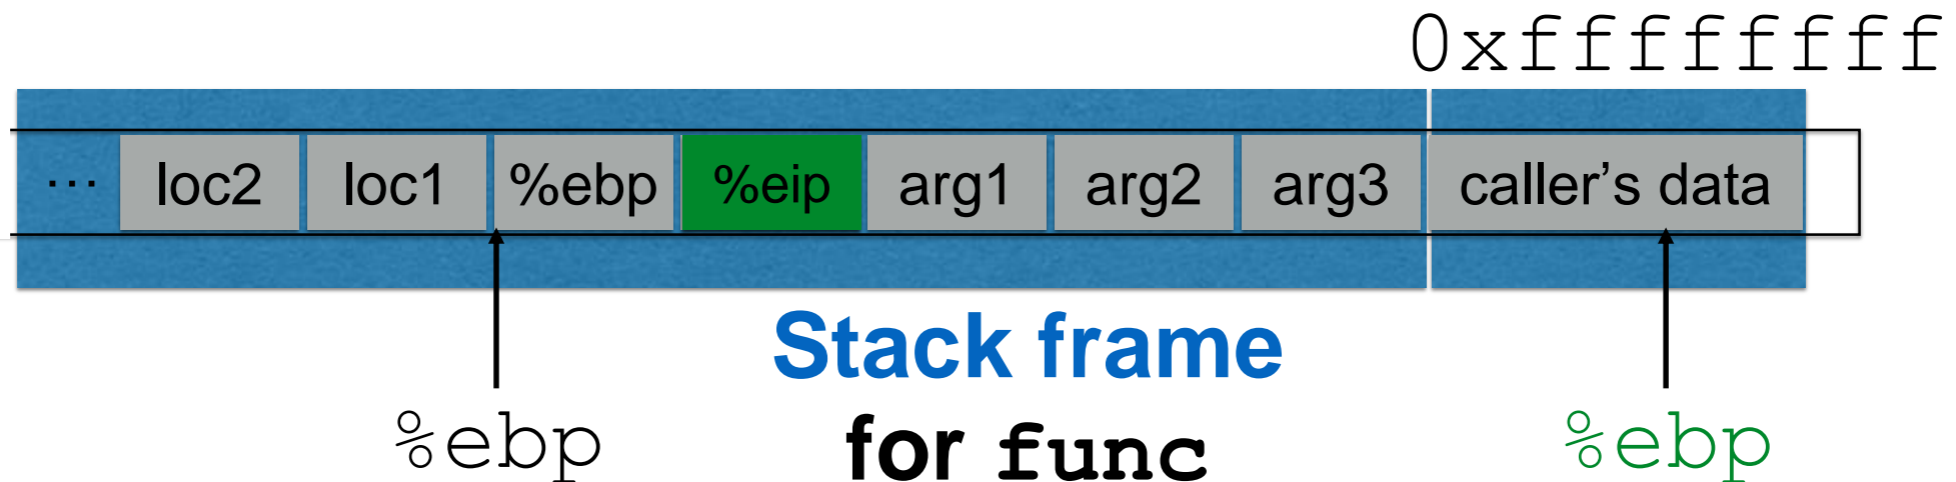 0xffffffff
… loc2 loc1 %ebp %eip arg1 arg2 arg3 caller’s data
Stack frame
%ebp for func %ebp